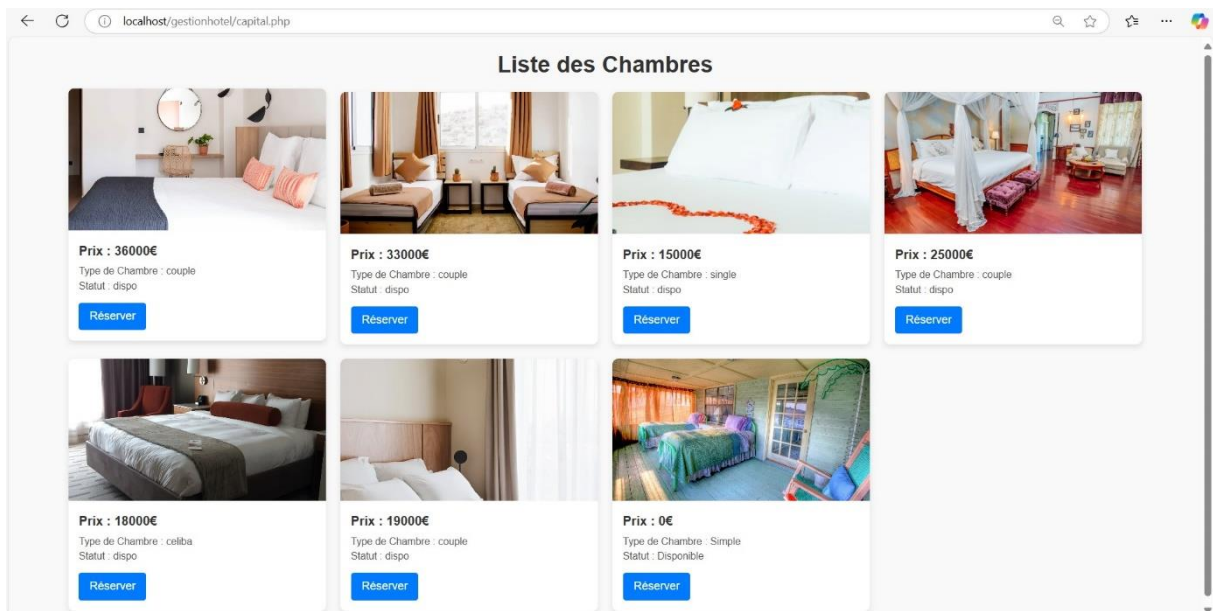 localhost/gestionhotel/capital.php
Liste des Chambres
Prix : 36000€
Type de Chambre : couple
Statut : dispo
Réserver
Prix : 33000€
Type de Chambre : couple
Statut : dispo
Réserver
Prix : 15000€
Type de Chambre : single
Statut : dispo
Réserver
Prix : 25000€
Type de Chambre : couple
Statut : dispo
Réserver
Prix : 18000€
Type de Chambre : celiba
Statut : dispo
Réserver
Prix : 19000€
Type de Chambre : couple
Statut : dispo
Réserver
Prix : 0€
Type de Chambre : Simple
Statut : Disponible
Réserver